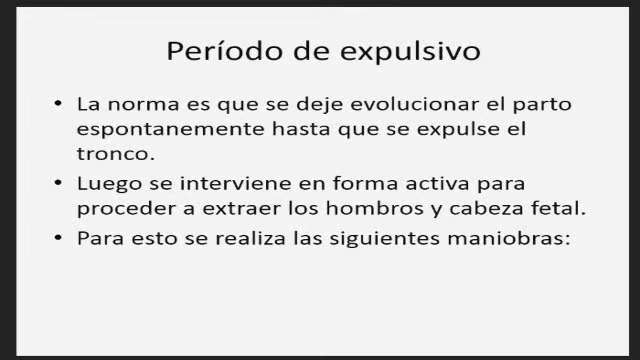 Período de expulsivo
• La norma es que se deje evolucionar el parto
espontanemente hasta que se expulse el
tronco.
• Luego se interviene en forma activa para
proceder a extraer los hombros y cabeza fetal.
• Para esto se realiza las siguientes maniobras: